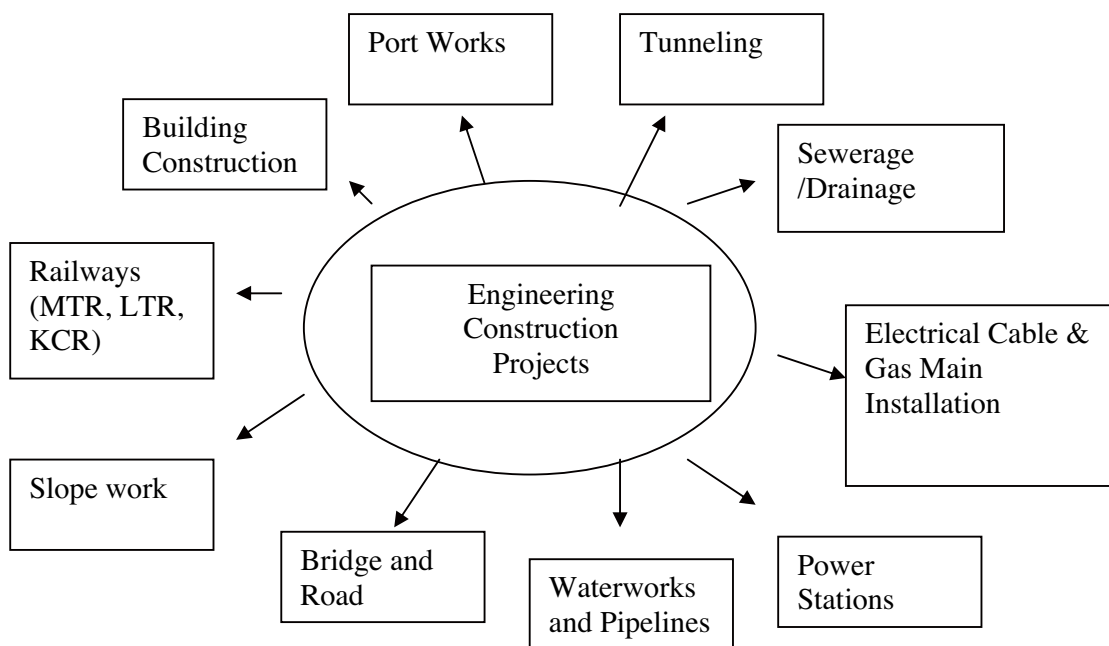 Port Works
Tunneling
Building
Construction
Sewerage
/Drainage
Railways
(MTR, LTR,
KCR)
Engineering
Construction
Projects
Electrical Cable &
Gas Main
Installation
Slope work
Bridge and
Road
Waterworks
and Pipelines
Power
Stations